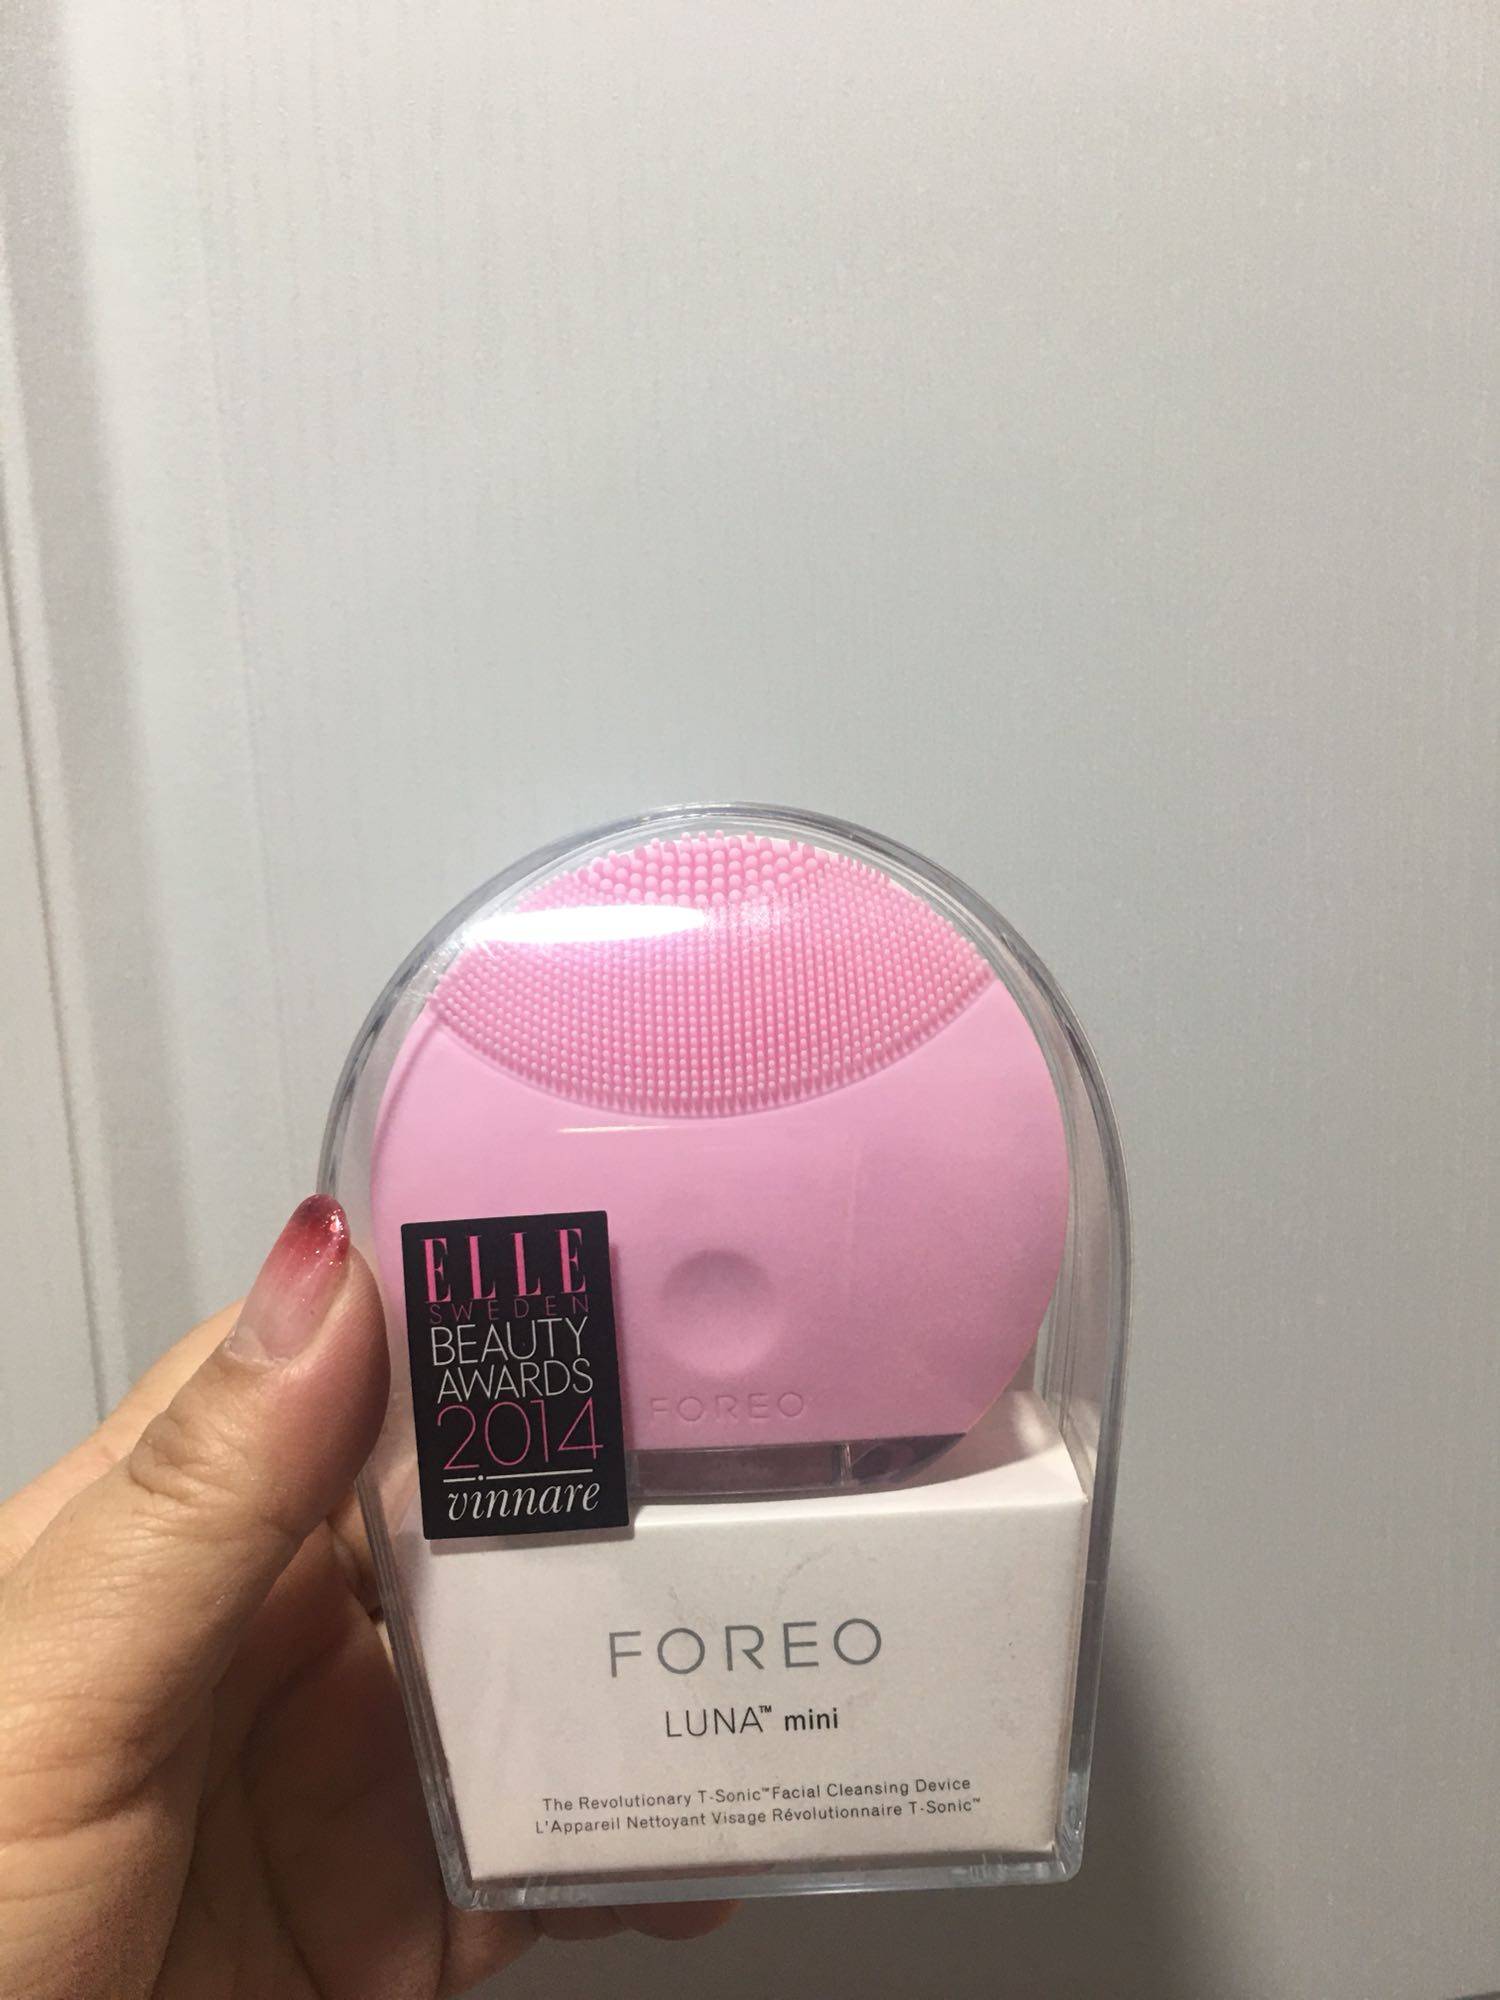 ELLE
SWEDEN
BEAUTY
AWARDS
2014
vinnare
FOREO
FOREO
LUNA™ mini
The Revolutionary T-Sonic™ Facial Cleansing Device
L'Appareil Nettoyant Visage Révolutionnaire T-Sonic™